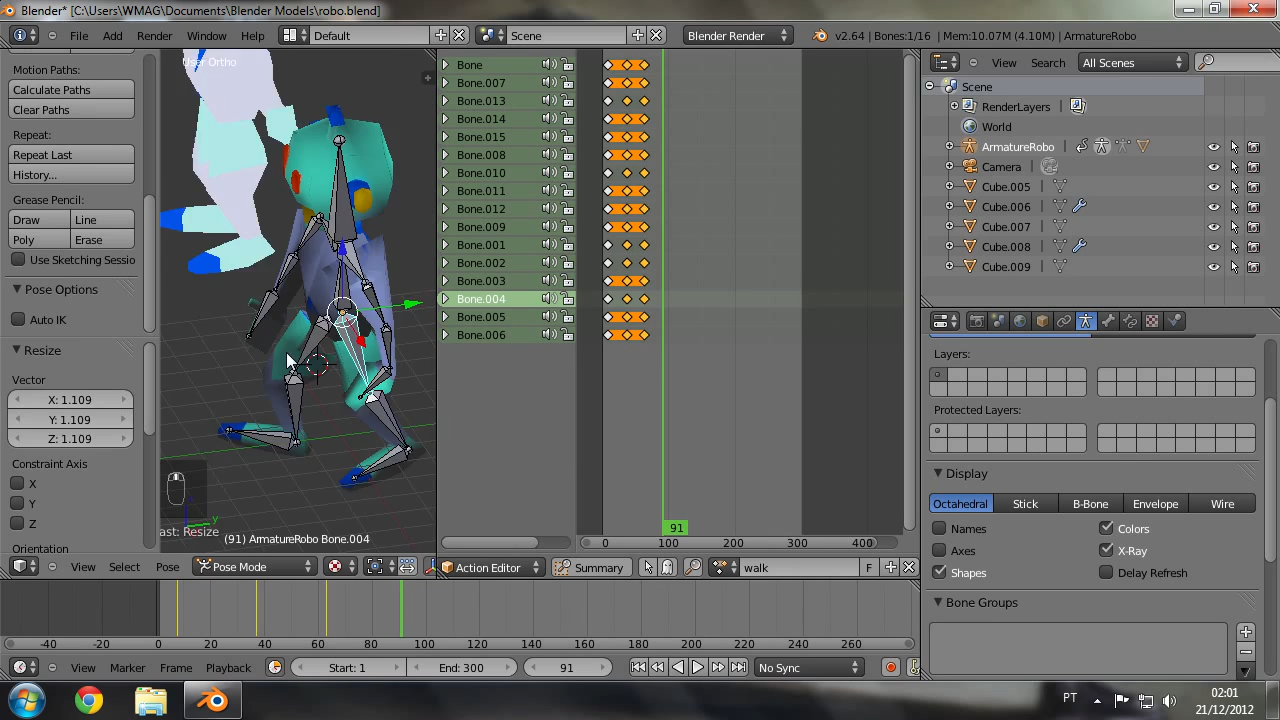 Blender* [C:\Users\WMAG\Documents\Blender Models\robo.blend]
File Add Render Window Help Default Scene Blender Render v2.64 | Bones:1/16 | Mem:10.07M (4.10M) | ArmatureRobo
Motion Paths:
Calculate Paths
Clear Paths
Repeat:
Repeat Last
History...
Grease Pencil:
Draw Line
Poly Erase
Use Sketching Sessio
Pose Options
Auto IK
Resize
Vector
X: 1.109
Y: 1.109
Z: 1.109
Constraint Axis
X
Y
Z
Orientation
User Ortho
y
ast: Resize
(91) ArmatureRobo Bone.004
View Select Pose Pose Mode
Bone
Bone.007
Bone.013
Bone.014
Bone.015
Bone.008
Bone.010
Bone.011
Bone.012
Bone.009
Bone.001
Bone.002
Bone.003
Bone.004
Bone.005
Bone.006
91
0 100 200 300 400
Action Editor Summary walk F
View Search All Scenes
Scene
RenderLayers
World
ArmatureRobo
Camera
Cube.005
Cube.006
Cube.007
Cube.008
Cube.009
Layers:
Protected Layers:
Display
Octahedral Stick B-Bone Envelope Wire
Names Colors
Axes X-Ray
Shapes Delay Refresh
Bone Groups
-40 -20 0 20 40 60 80 100 120 140 160 180 200 220 240 260
View Marker Frame Playback Start: 1 End: 300 91 No Sync
PT 02:01
21/12/2012